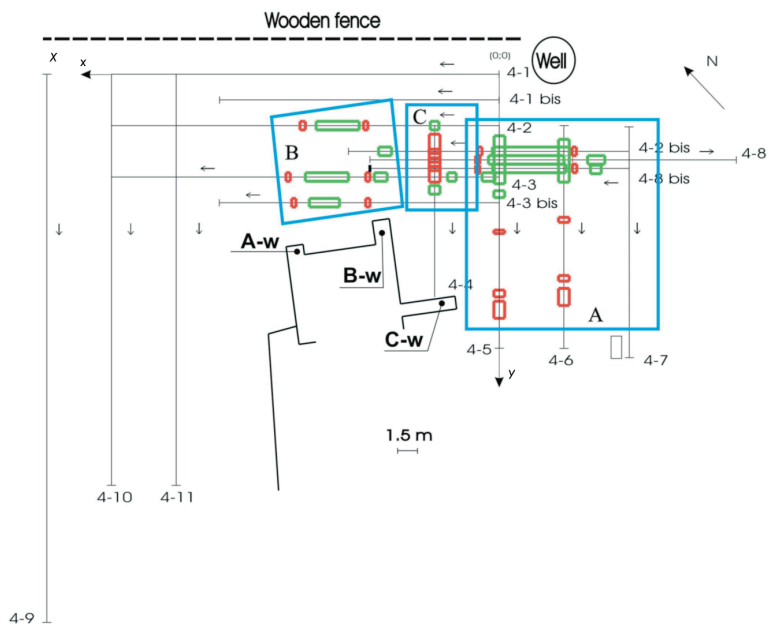 Wooden fence
X
x
(0;0)
Well
N
4-1
4-1 bis
C
4-2
B
4-2 bis
4-8
4-3
4-8 bis
4-3 bis
A-w
B-w
4-4
A
C-w
4-5
4-6
4-7
y
1.5 m
4-10
4-11
4-9